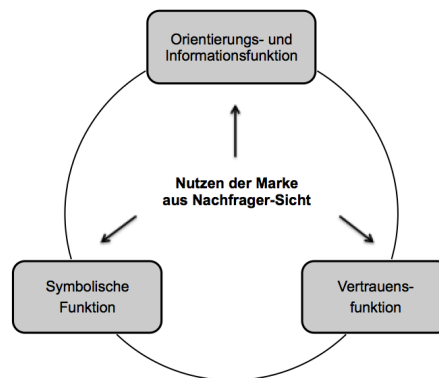 Orientierungs- und
Informationsfunktion
Nutzen der Marke
aus Nachfrager-Sicht
Symbolische
Funktion
Vertrauens-
funktion